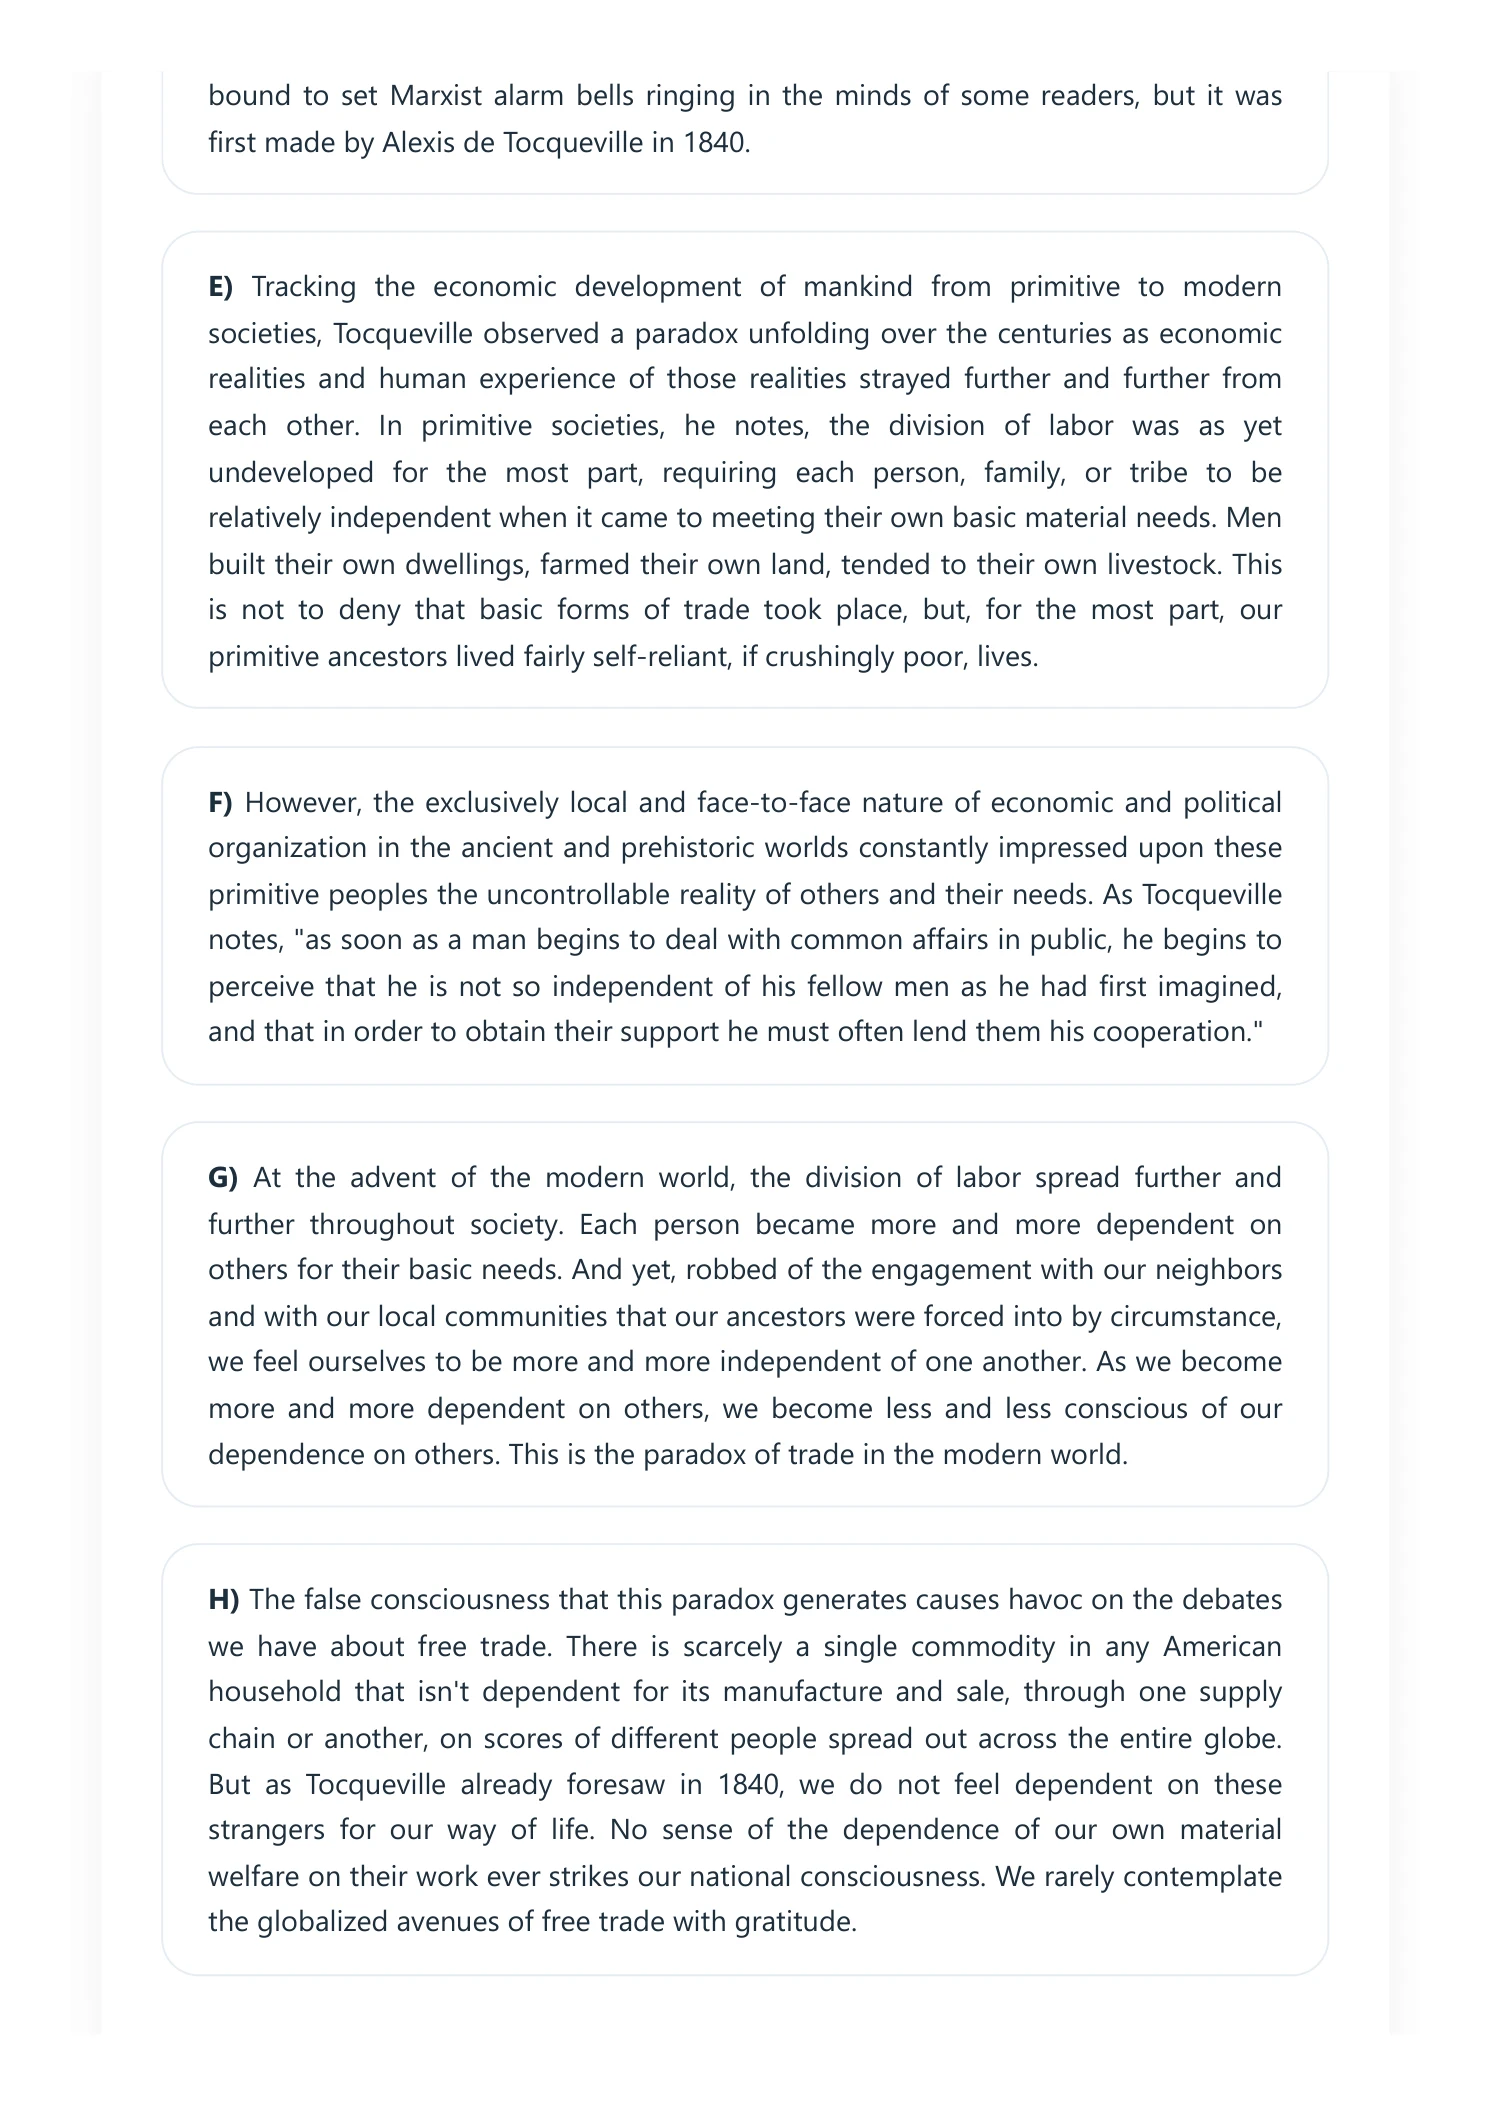 bound to set Marxist alarm bells ringing in the minds of some readers, but it was
first made by Alexis de Tocqueville in 1840.
E) Tracking the economic development of mankind from primitive to modern
societies, Tocqueville observed a paradox unfolding over the centuries as economic
realities and human experience of those realities strayed further and further from
each other. In primitive societies, he notes, the division of labor was as yet
undeveloped for the most part, requiring each person, family, or tribe to be
relatively independent when it came to meeting their own basic material needs. Men
built their own dwellings, farmed their own land, tended to their own livestock. This
is not to deny that basic forms of trade took place, but, for the most part, our
primitive ancestors lived fairly self-reliant, if crushingly poor, lives.
F) However, the exclusively local and face-to-face nature of economic and political
organization in the ancient and prehistoric worlds constantly impressed upon these
primitive peoples the uncontrollable reality of others and their needs. As Tocqueville
notes, "as soon as a man begins to deal with common affairs in public, he begins to
perceive that he is not so independent of his fellow men as he had first imagined,
and that in order to obtain their support he must often lend them his cooperation."
G) At the advent of the modern world, the division of labor spread further and
further throughout society. Each person became more and more dependent on
others for their basic needs. And yet, robbed of the engagement with our neighbors
and with our local communities that our ancestors were forced into by circumstance,
we feel ourselves to be more and more independent of one another. As we become
more and more dependent on others, we become less and less conscious of our
dependence on others. This is the paradox of trade in the modern world.
H) The false consciousness that this paradox generates causes havoc on the debates
we have about free trade. There is scarcely a single commodity in any American
household that isn't dependent for its manufacture and sale, through one supply
chain or another, on scores of different people spread out across the entire globe.
But as Tocqueville already foresaw in 1840, we do not feel dependent on these
strangers for our way of life. No sense of the dependence of our own material
welfare on their work ever strikes our national consciousness. We rarely contemplate
the globalized avenues of free trade with gratitude.